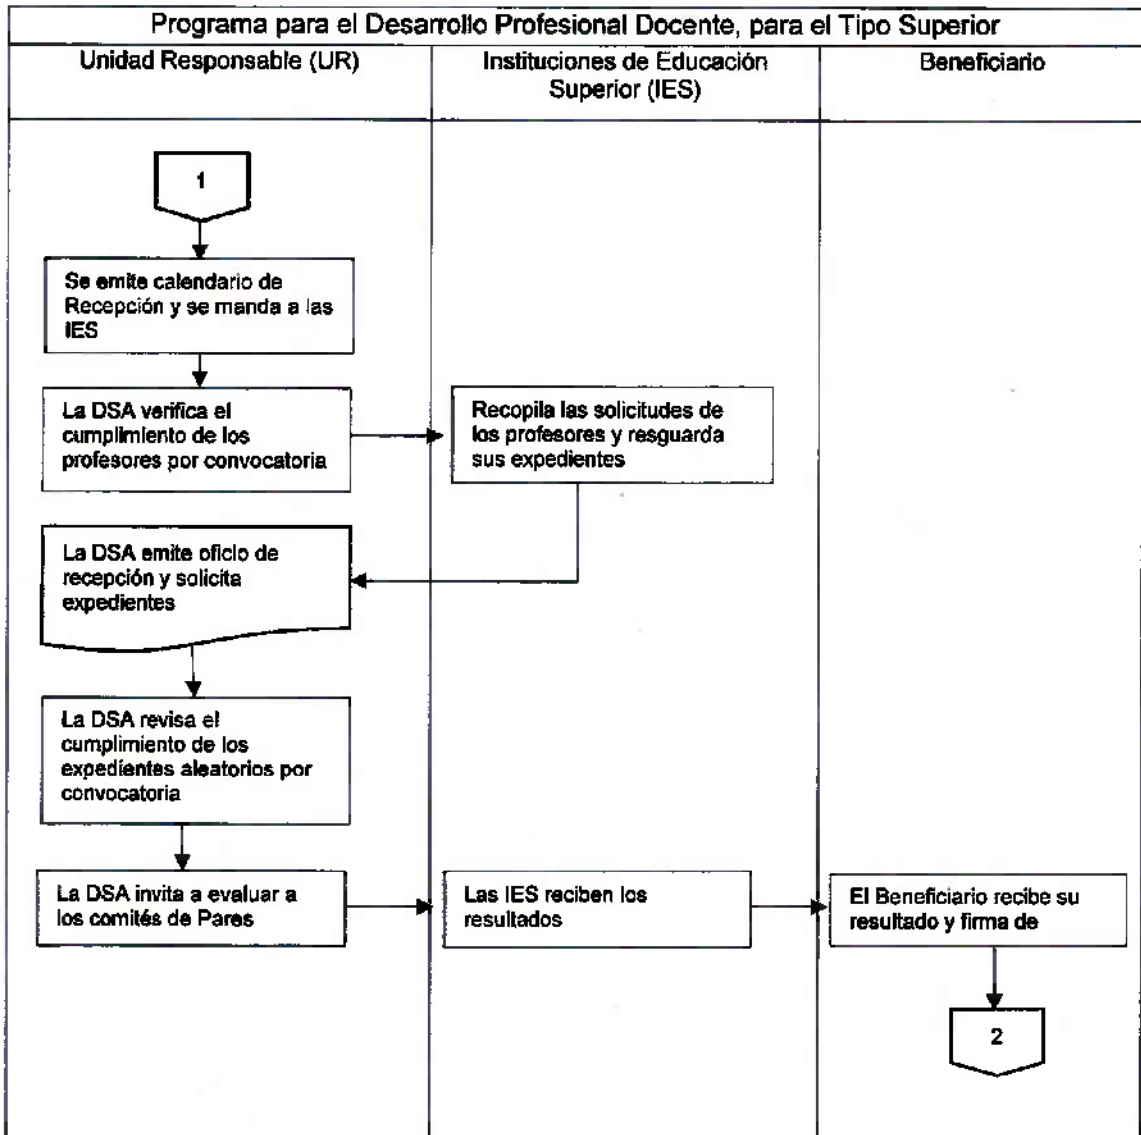 Programa para el Desarrollo Profesional Docente, para el Tipo Superior
Unidad Responsable (UR)
Instituciones de Educación
Superior (IES)
Beneficiario
1
Se emite calendario de
Recepción y se manda a las
IES
La DSA verifica el
cumplimiento de los
profesores por convocatoria
Recopila las solicitudes de
los profesores y resguarda
sus expedientes
La DSA emite oficio de
recepción y solicita
expedientes
La DSA revisa el
cumplimiento de los
expedientes aleatorios por
convocatoria
La DSA invita a evaluar a
los comités de Pares
Las IES reciben los
resultados
El Beneficiario recibe su
resultado y firma de
2